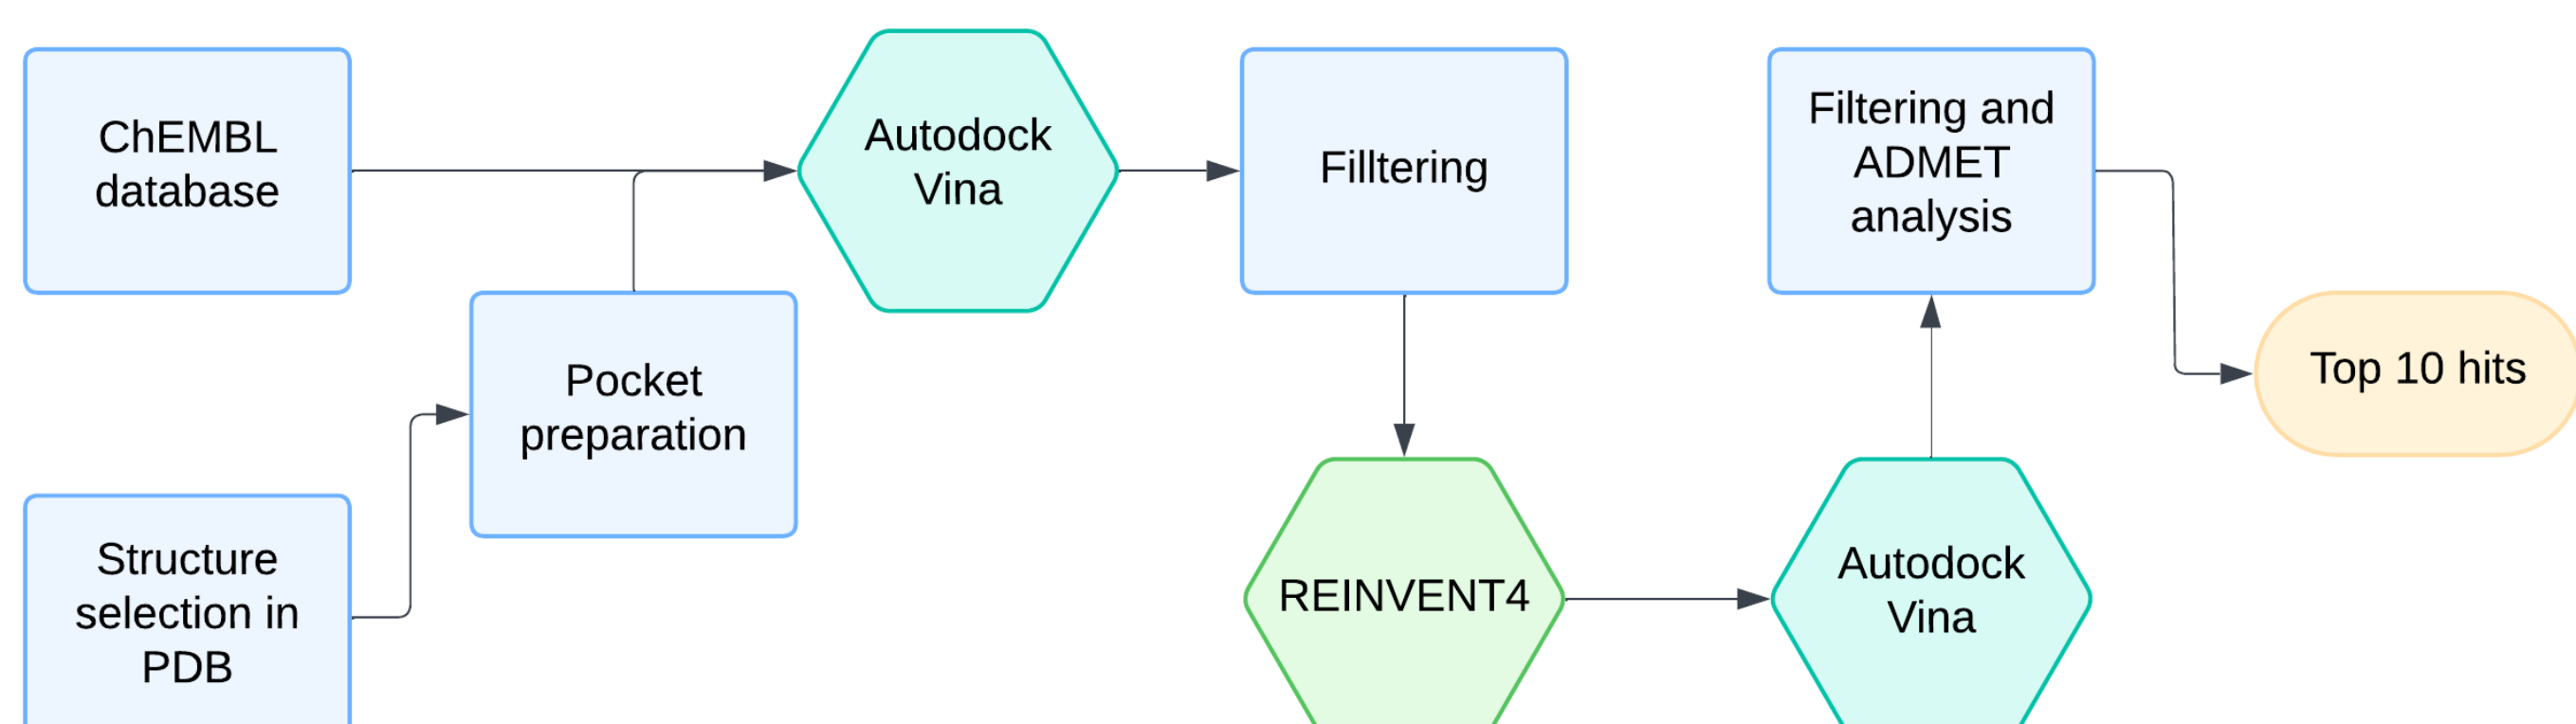 ChEMBL
database
Structure
selection in
PDB
Pocket
preparation
Autodock
Vina
Filltering
REINVENT4
Autodock
Vina
Filtering and
ADMET
analysis
Top 10 hits